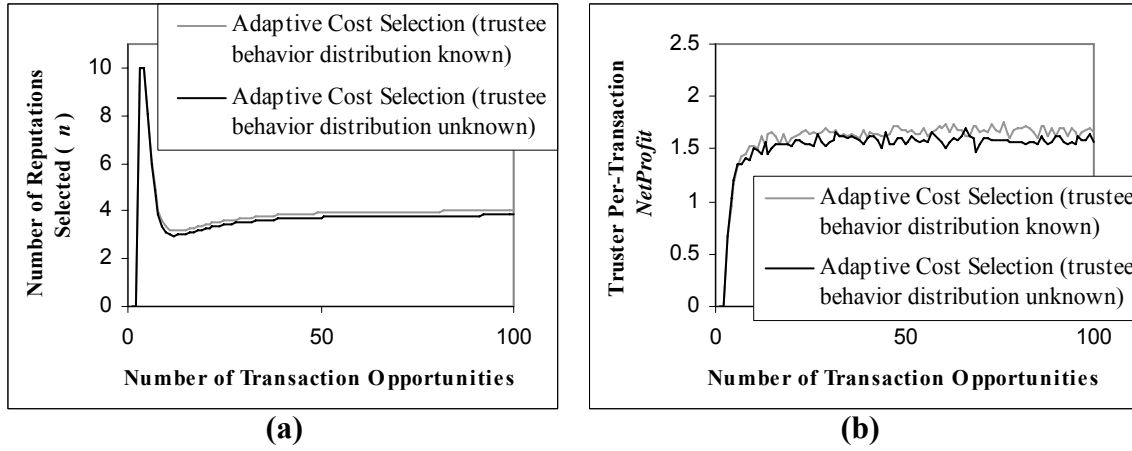 Adaptive Cost Selection (trustee
behavior distribution known)
Adaptive Cost Selection (trustee
behavior distribution unknown)
Number of Reputations
Selected ( n )
10
8
6
4
2
0
0
50
100
Number of Transaction Opportunities
(a)
Truster Per-Transaction
NetProfit
2.5
2
1.5
1
0.5
0
Adaptive Cost Selection (trustee
behavior distribution known)
Adaptive Cost Selection (trustee
behavior distribution unknown)
0
50
100
Number of Transaction Opportunities
(b)